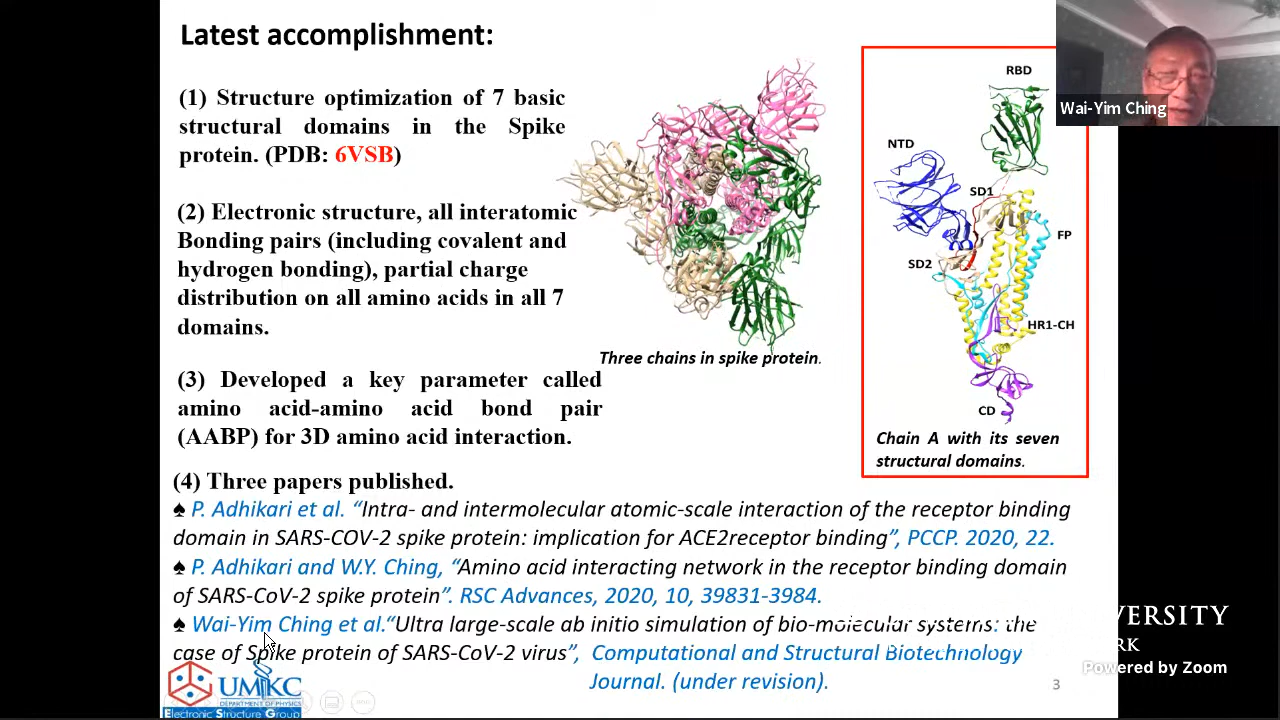 Latest accomplishment:
(1) Structure optimization of 7 basic
structural domains in the Spike
protein. (PDB: 6VSB)
(2) Electronic structure, all interatomic
Bonding pairs (including covalent and
hydrogen bonding), partial charge
distribution on all amino acids in all 7
domains.
(3) Developed a key parameter called
amino acid-amino acid bond pair
(AABP) for 3D amino acid interaction.
Three chains in spike protein.
RBD
NTD
SD1
FP
SD2
HR1-CH
CD
Chain A with its seven
structural domains.
Wai-Yim Ching
(4) Three papers published.
♠ P. Adhikari et al. “Intra- and intermolecular atomic-scale interaction of the receptor binding
domain in SARS-COV-2 spike protein: implication for ACE2receptor binding”, PCCP. 2020, 22.
♠ P. Adhikari and W.Y. Ching, “Amino acid interacting network in the receptor binding domain
of SARS-CoV-2 spike protein”. RSC Advances, 2020, 10, 39831-3984.
♠ Wai-Yim Ching et al.“Ultra large-scale ab initio simulation of bio-molecular systems: the
case of Spike protein of SARS-CoV-2 virus”, Computational and Structural Biotechnology
Journal. (under revision).
3
UMKC
DEPARTMENT OF PHYSICS
Electronic Structure Group
VERSITY
RK
Powered by Zoom